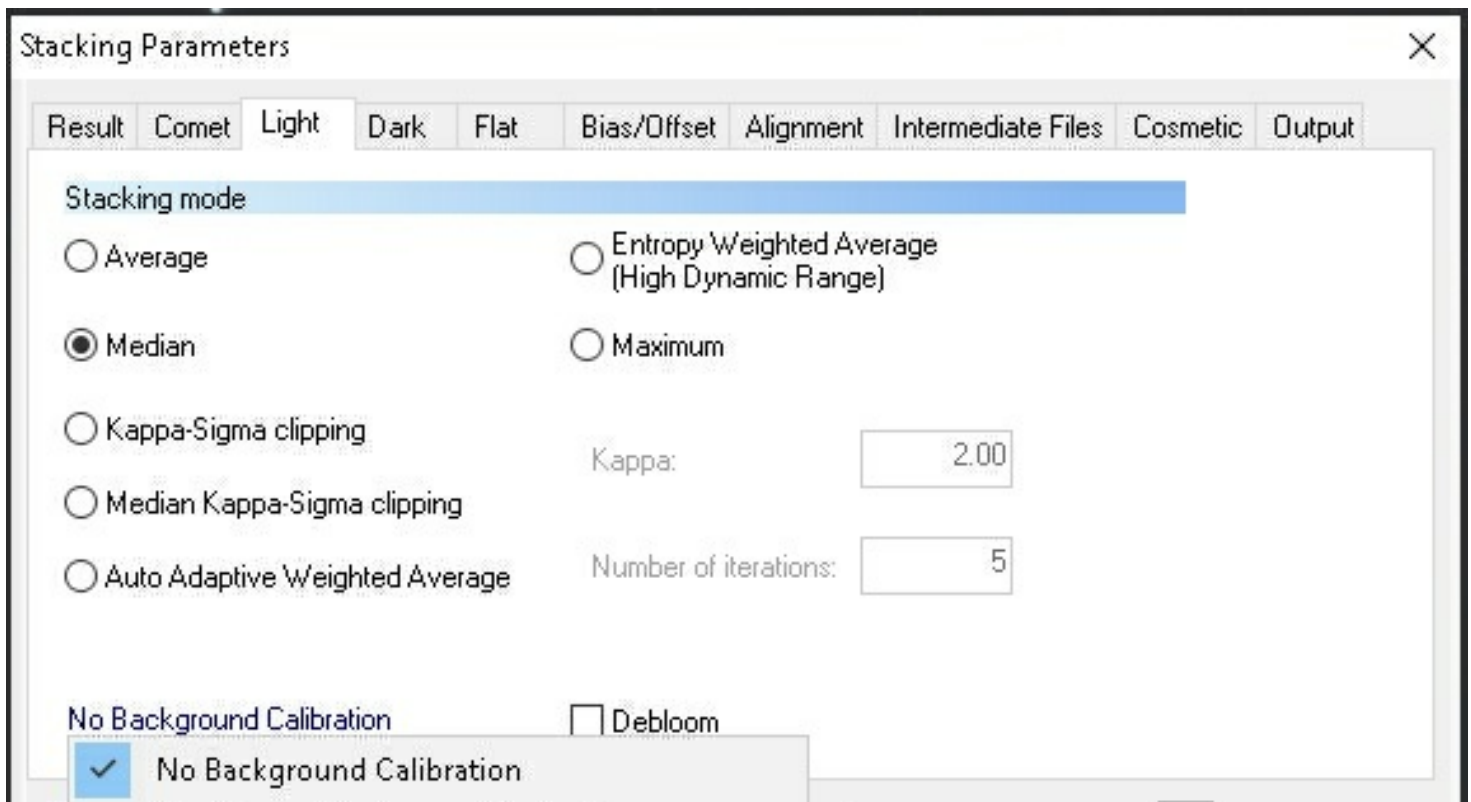 Stacking Parameters
Result Comet Light Dark Flat Bias/Offset Alignment Intermediate Files Cosmetic Output
Stacking mode
Average
Entropy Weighted Average
(High Dynamic Range)
Median
Maximum
Kappa-Sigma clipping
Kappa: 2.00
Median Kappa-Sigma clipping
Number of iterations: 5
Auto Adaptive Weighted Average
No Background Calibration
Debloom
No Background Calibration